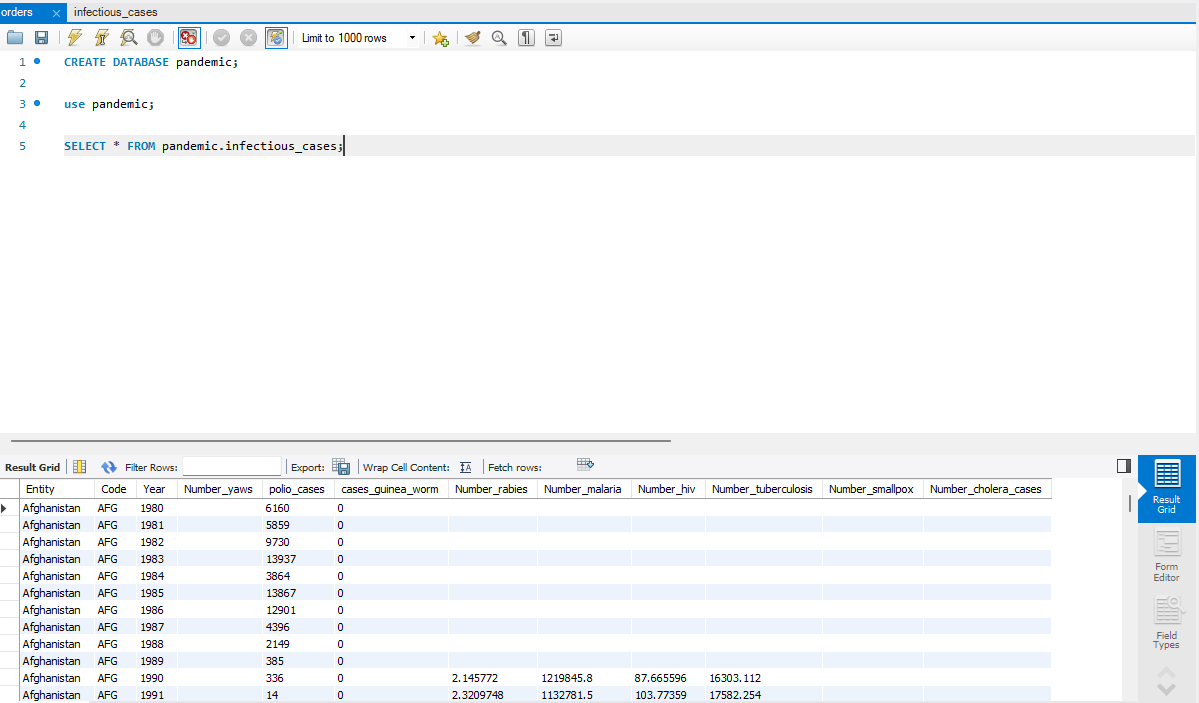 orders × infectious_cases
Limit to 1000 rows
1 CREATE DATABASE pandemic;
2
3 use pandemic;
4
5 SELECT * FROM pandemic.infectious_cases;
Result Grid Filter Rows: Export: Wrap Cell Content: IA Fetch rows:
Entity Code Year Number_yaws polio_cases cases_guinea_worm Number_rabies Number_malaria Number_hiv Number_tuberculosis Number_smallpox Number_cholera_cases
Afghanistan AFG 1980 6160 0
Afghanistan AFG 1981 5859 0
Afghanistan AFG 1982 9730 0
Afghanistan AFG 1983 13937 0
Afghanistan AFG 1984 3864 0
Afghanistan AFG 1985 13867 0
Afghanistan AFG 1986 12901 0
Afghanistan AFG 1987 4396 0
Afghanistan AFG 1988 2149 0
Afghanistan AFG 1989 385 0
Afghanistan AFG 1990 336 0 2.145772 1219845.8 87.665596 16303.112
Afghanistan AFG 1991 14 0 2.3209748 1132781.5 103.77359 17582.254
Result
Grid
Form
Editor
Field
Types